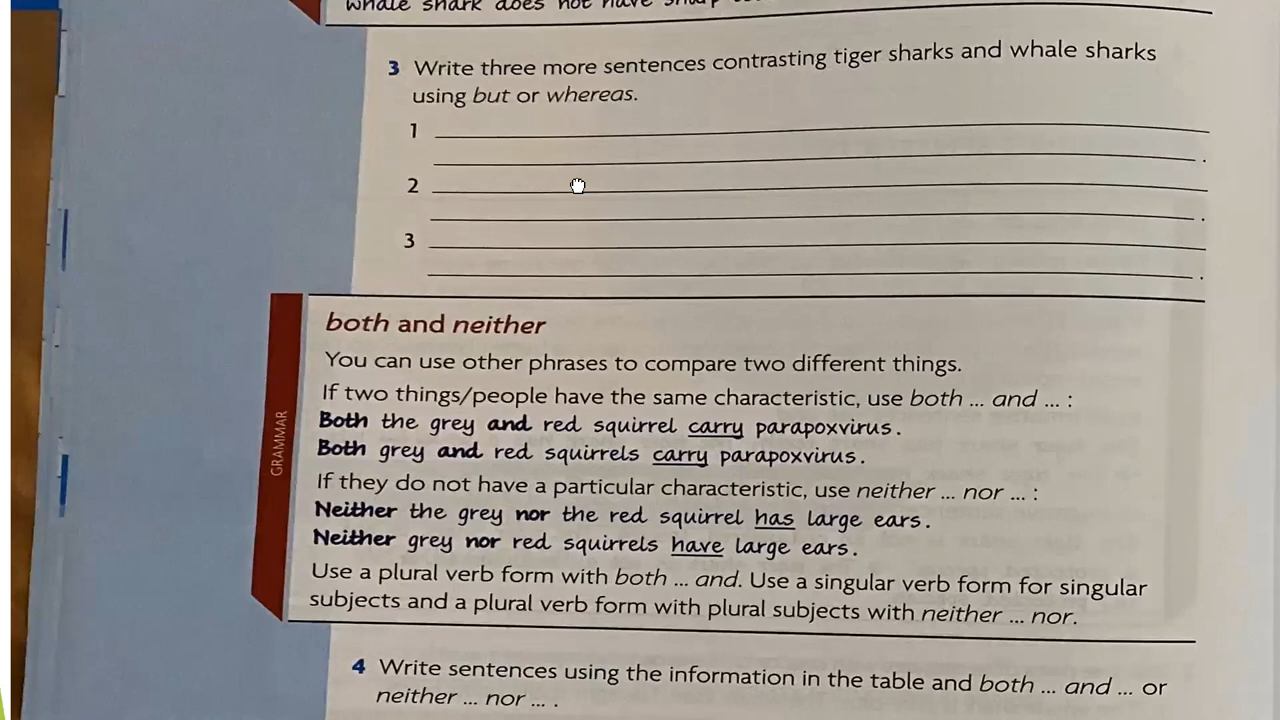 whale shark does not have
3 Write three more sentences contrasting tiger sharks and whale sharks
using but or whereas.
1
.
2
.
3
.
both and neither
You can use other phrases to compare two different things.
If two things/people have the same characteristic, use both ... and ... :
Both the grey and red squirrel carry parapoxvirus.
Both grey and red squirrels carry parapoxvirus.
If they do not have a particular characteristic, use neither ... nor ... :
Neither the grey nor the red squirrel has large ears.
Neither grey nor red squirrels have large ears.
Use a plural verb form with both ... and. Use a singular verb form for singular
subjects and a plural verb form with plural subjects with neither ... nor.
GRAMMAR
4 Write sentences using the information in the table and both ... and ... or
neither ... nor ... .